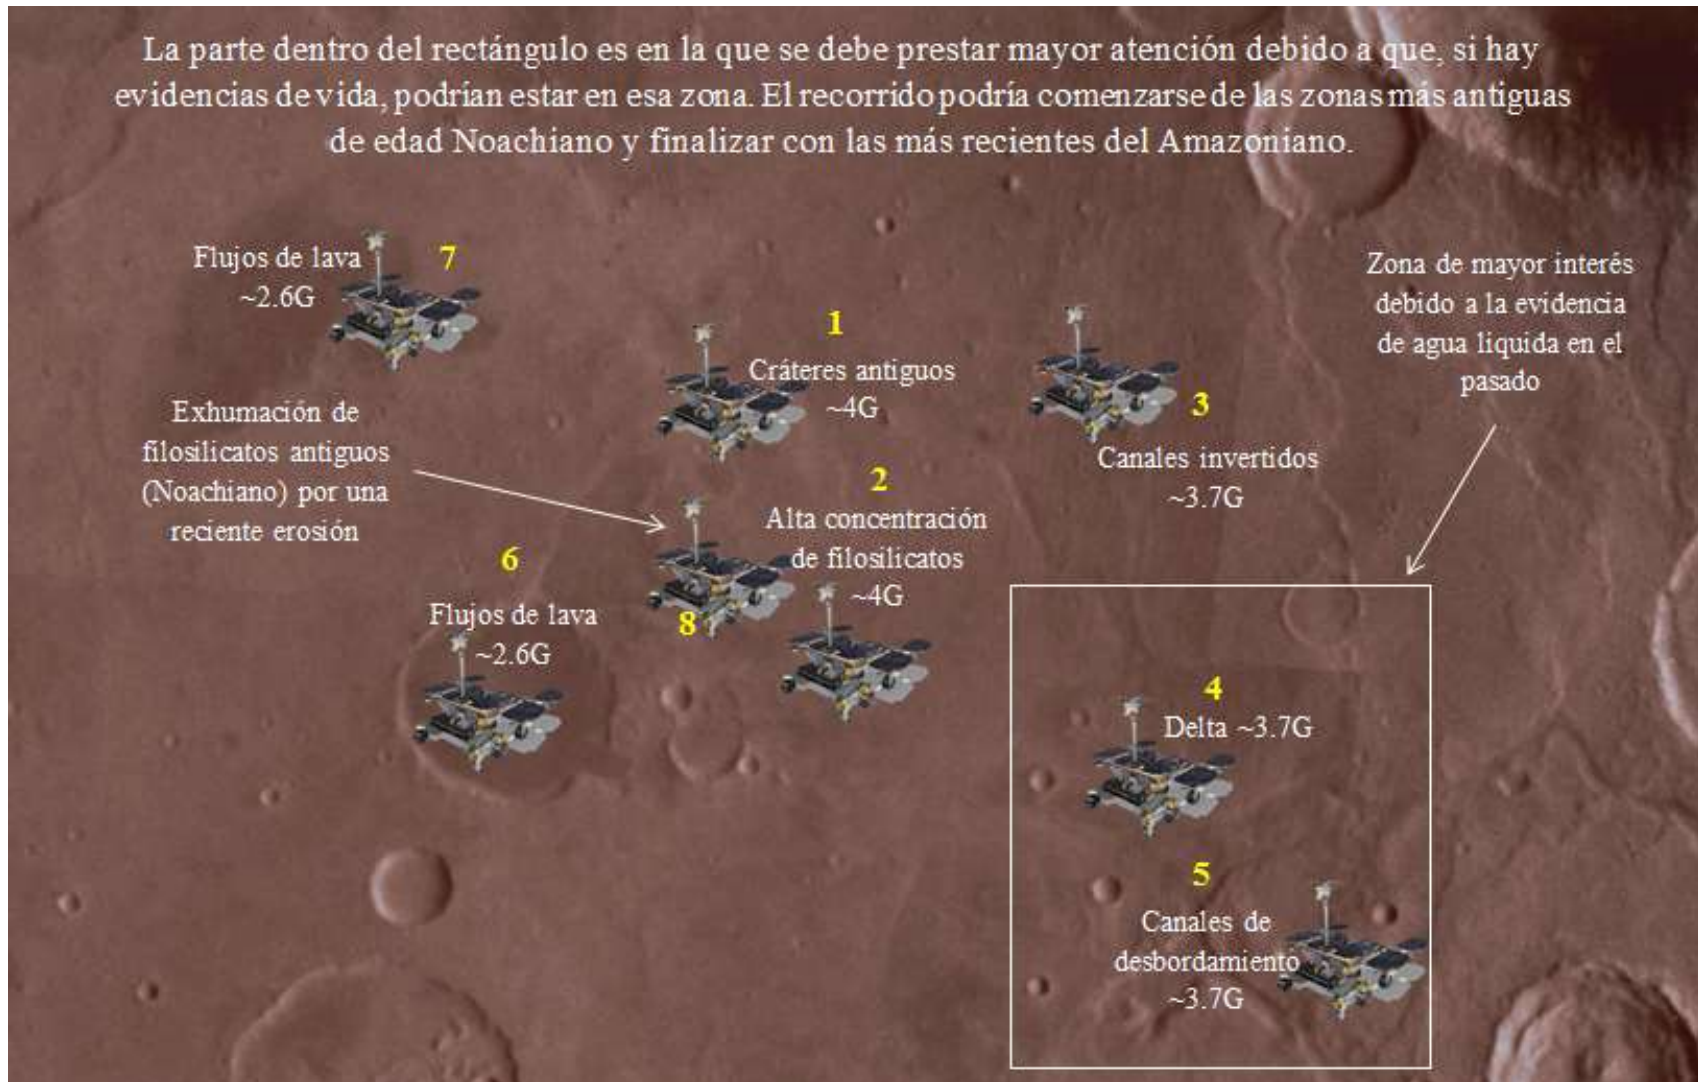 La parte dentro del rectángulo es en la que se debe prestar mayor atención debido a que, si hay
evidencias de vida, podrían estar en esa zona. El recorrido podría comenzarse de las zonas más antiguas
de edad Noachiano y finalizar con las más recientes del Amazoniano.
Flujos de lava
~2.6G
7
1
Cráteres antiguos
~4G
3
Canales invertidos
~3.7G
Zona de mayor interés
debido a la evidencia
de agua liquida en el
pasado
Exhumación de
filosilicatos antiguos
(Noachiano) por una
reciente erosión
2
Alta concentración
de filosilicatos
~4G
6
Flujos de lava
~2.6G
8
4
Delta ~3.7G
5
Canales de
desbordamiento
~3.7G